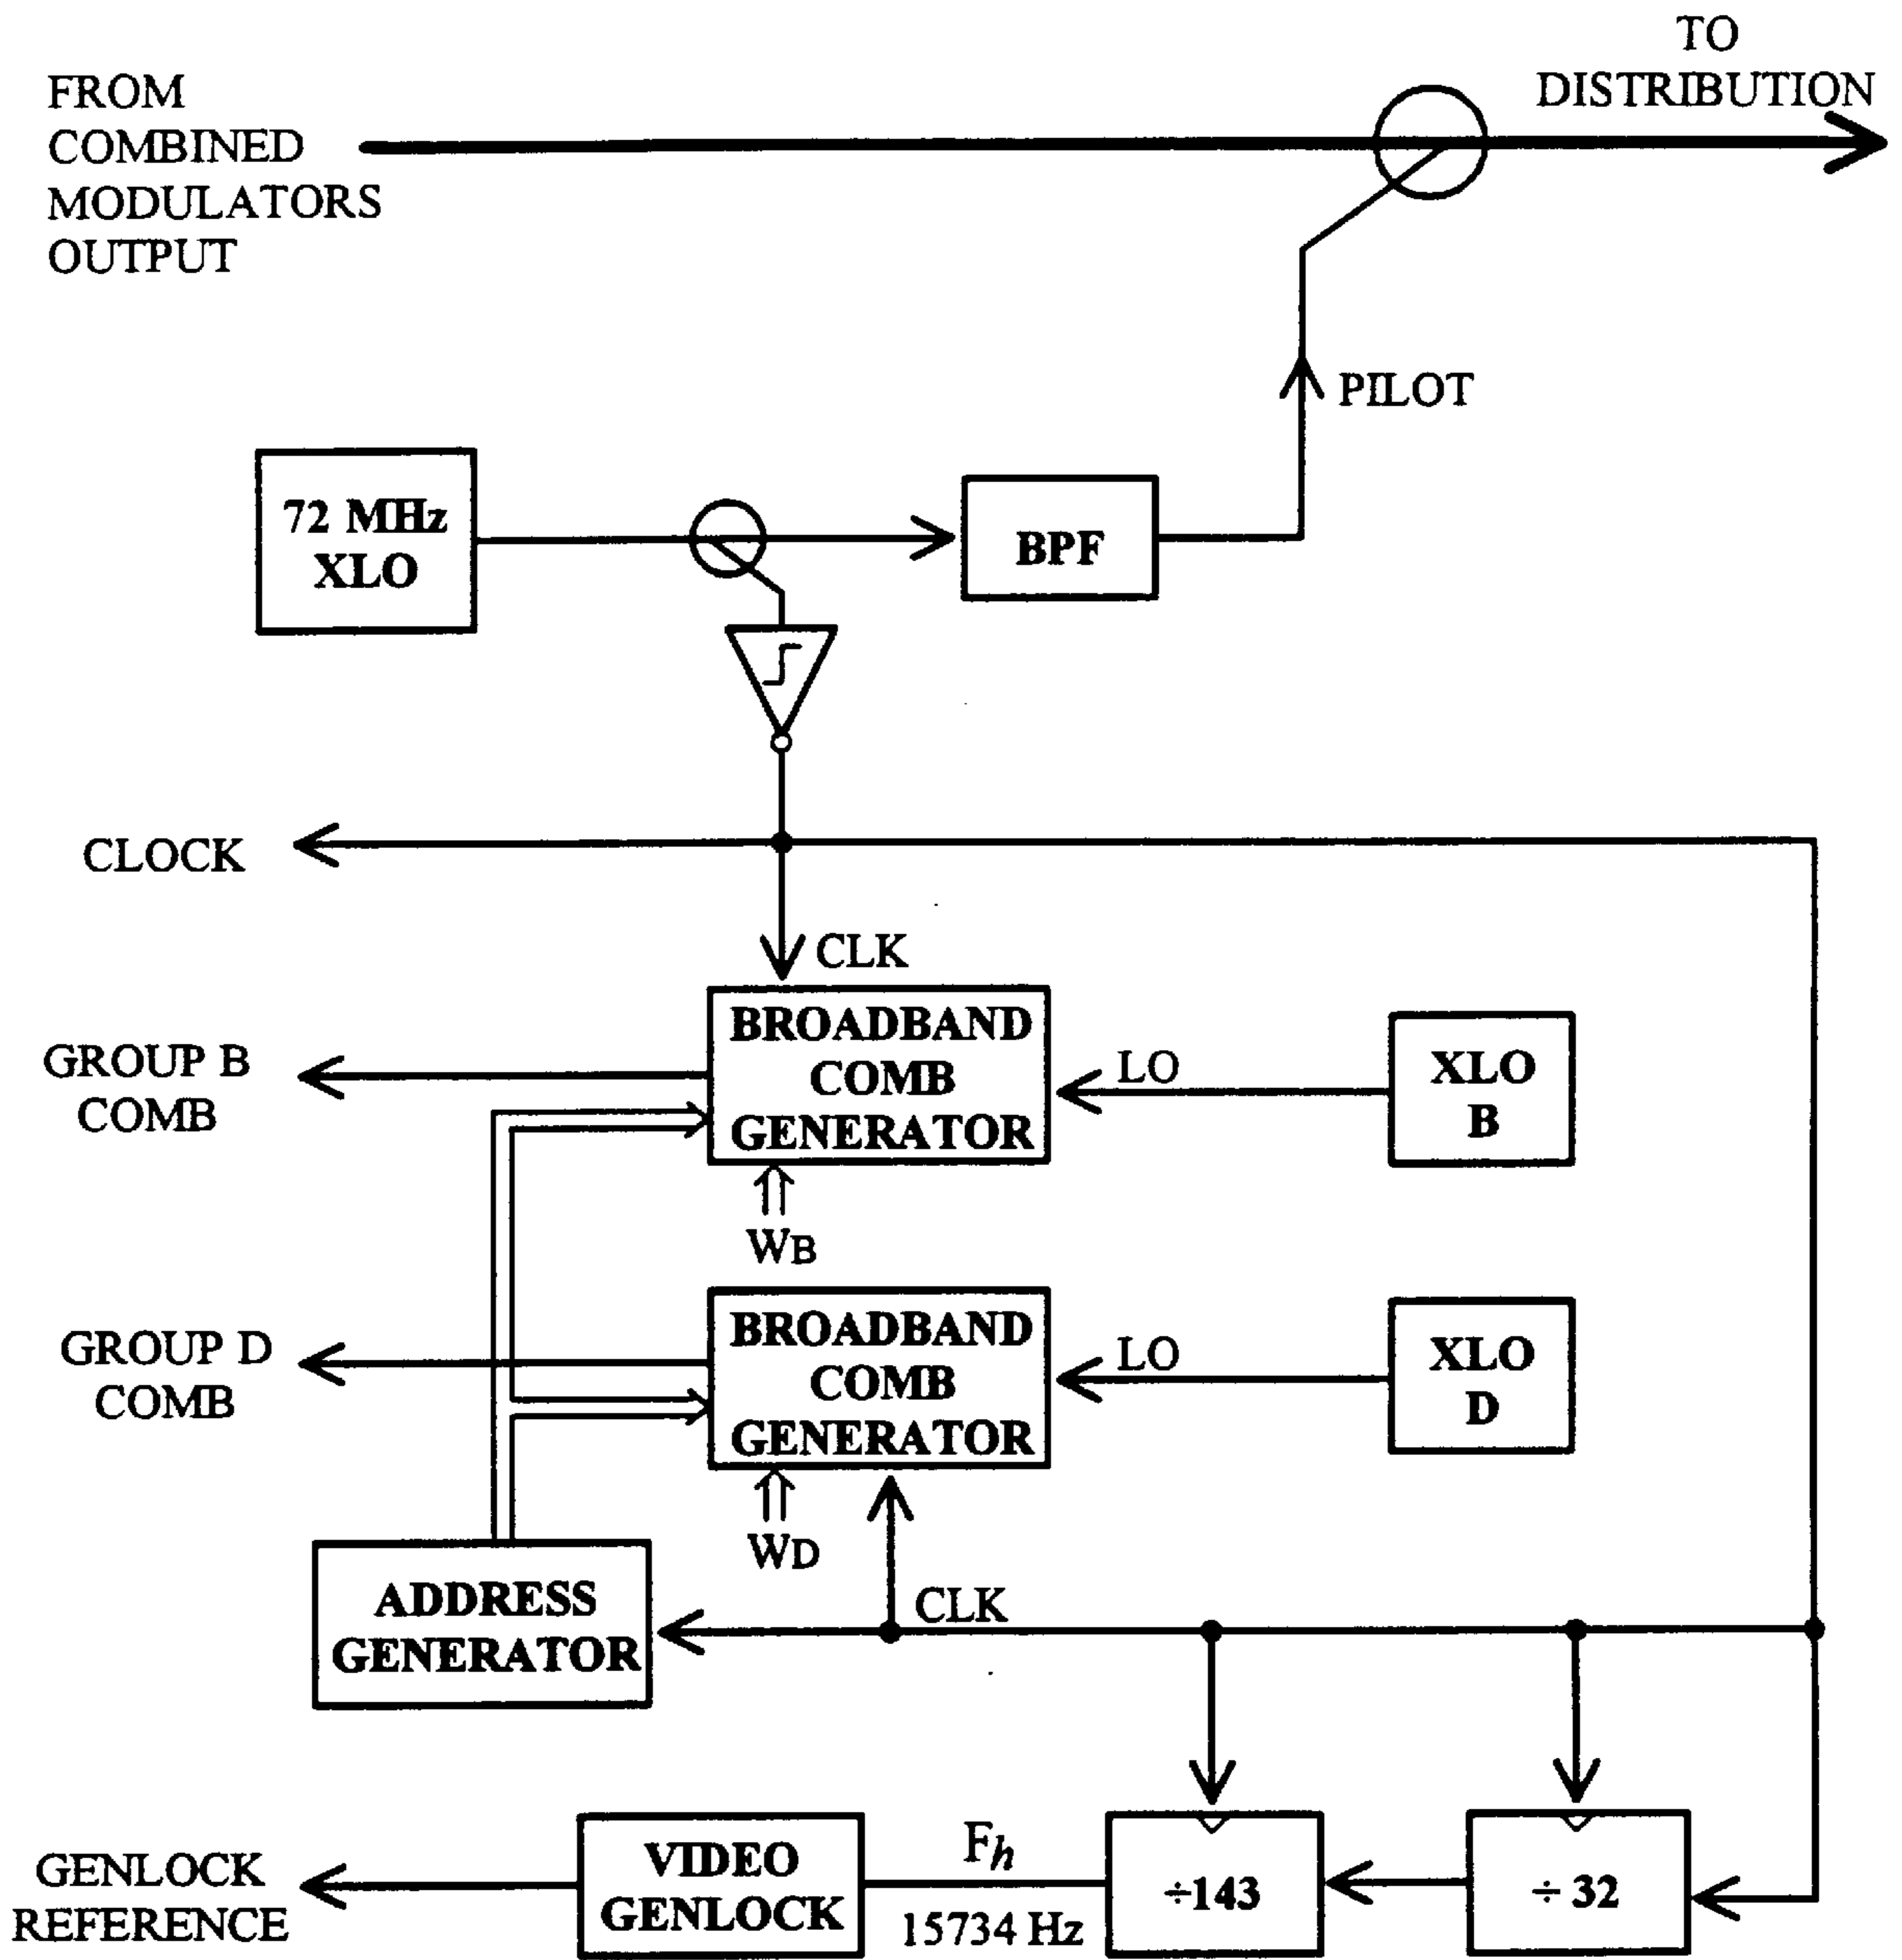 TO
DISTRIBUTION
FROM
COMBINED
MODULATORS
OUTPUT
PILOT
72 MHz
XLO
BPF
CLOCK
CLK
BROADBAND
COMB
GENERATOR
GROUP B
COMB
LO
XLO
B
WB
BROADBAND
COMB
GENERATOR
GROUP D
COMB
LO
XLO
D
WD
ADDRESS
GENERATOR
CLK
GENLOCK
REFERENCE
VIDEO
GENLOCK
Fh
15734 Hz
÷143
÷ 32